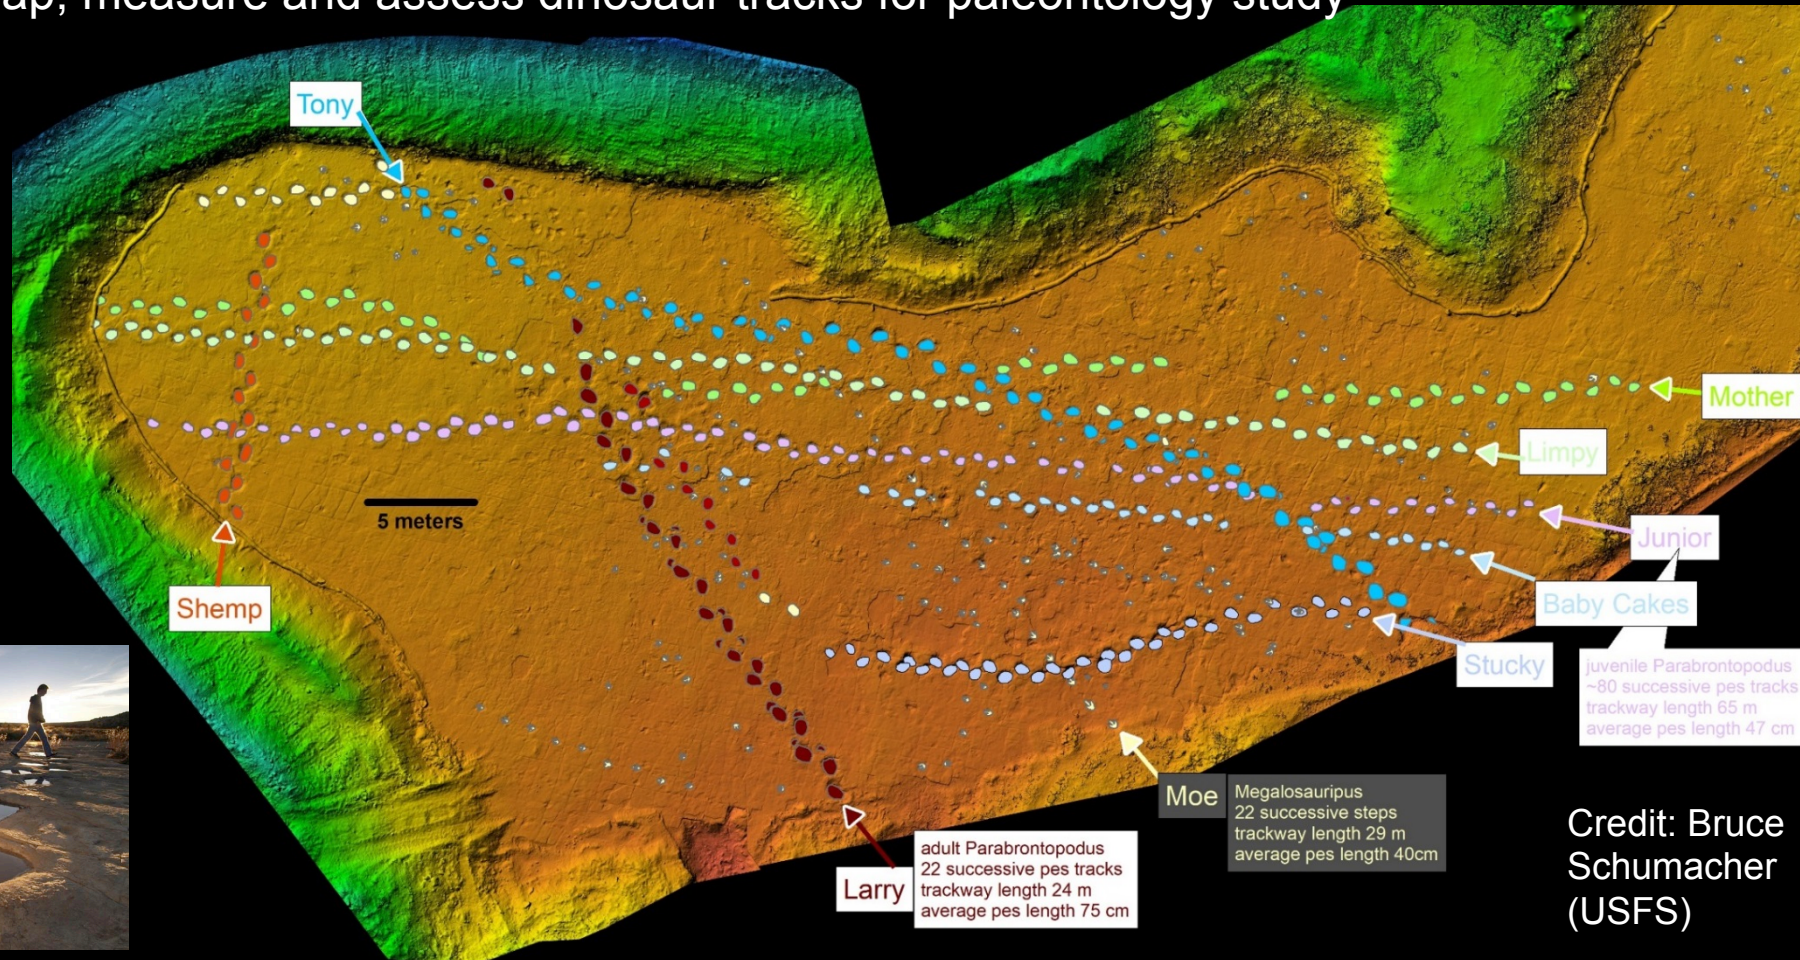 ap, measure and assess dinosaur tracks for paleontology study
Tony
Mother
Limpy
5 meters
Junior
Shemp
Baby Cakes
Stucky
juvenile Parabrontopodus
~80 successive pes tracks
trackway length 65 m
average pes length 47 cm
Moe
Megalosauripus
22 successive steps
trackway length 29 m
average pes length 40cm
Larry
adult Parabrontopodus
22 successive pes tracks
trackway length 24 m
average pes length 75 cm
Credit: Bruce
Schumacher
(USFS)